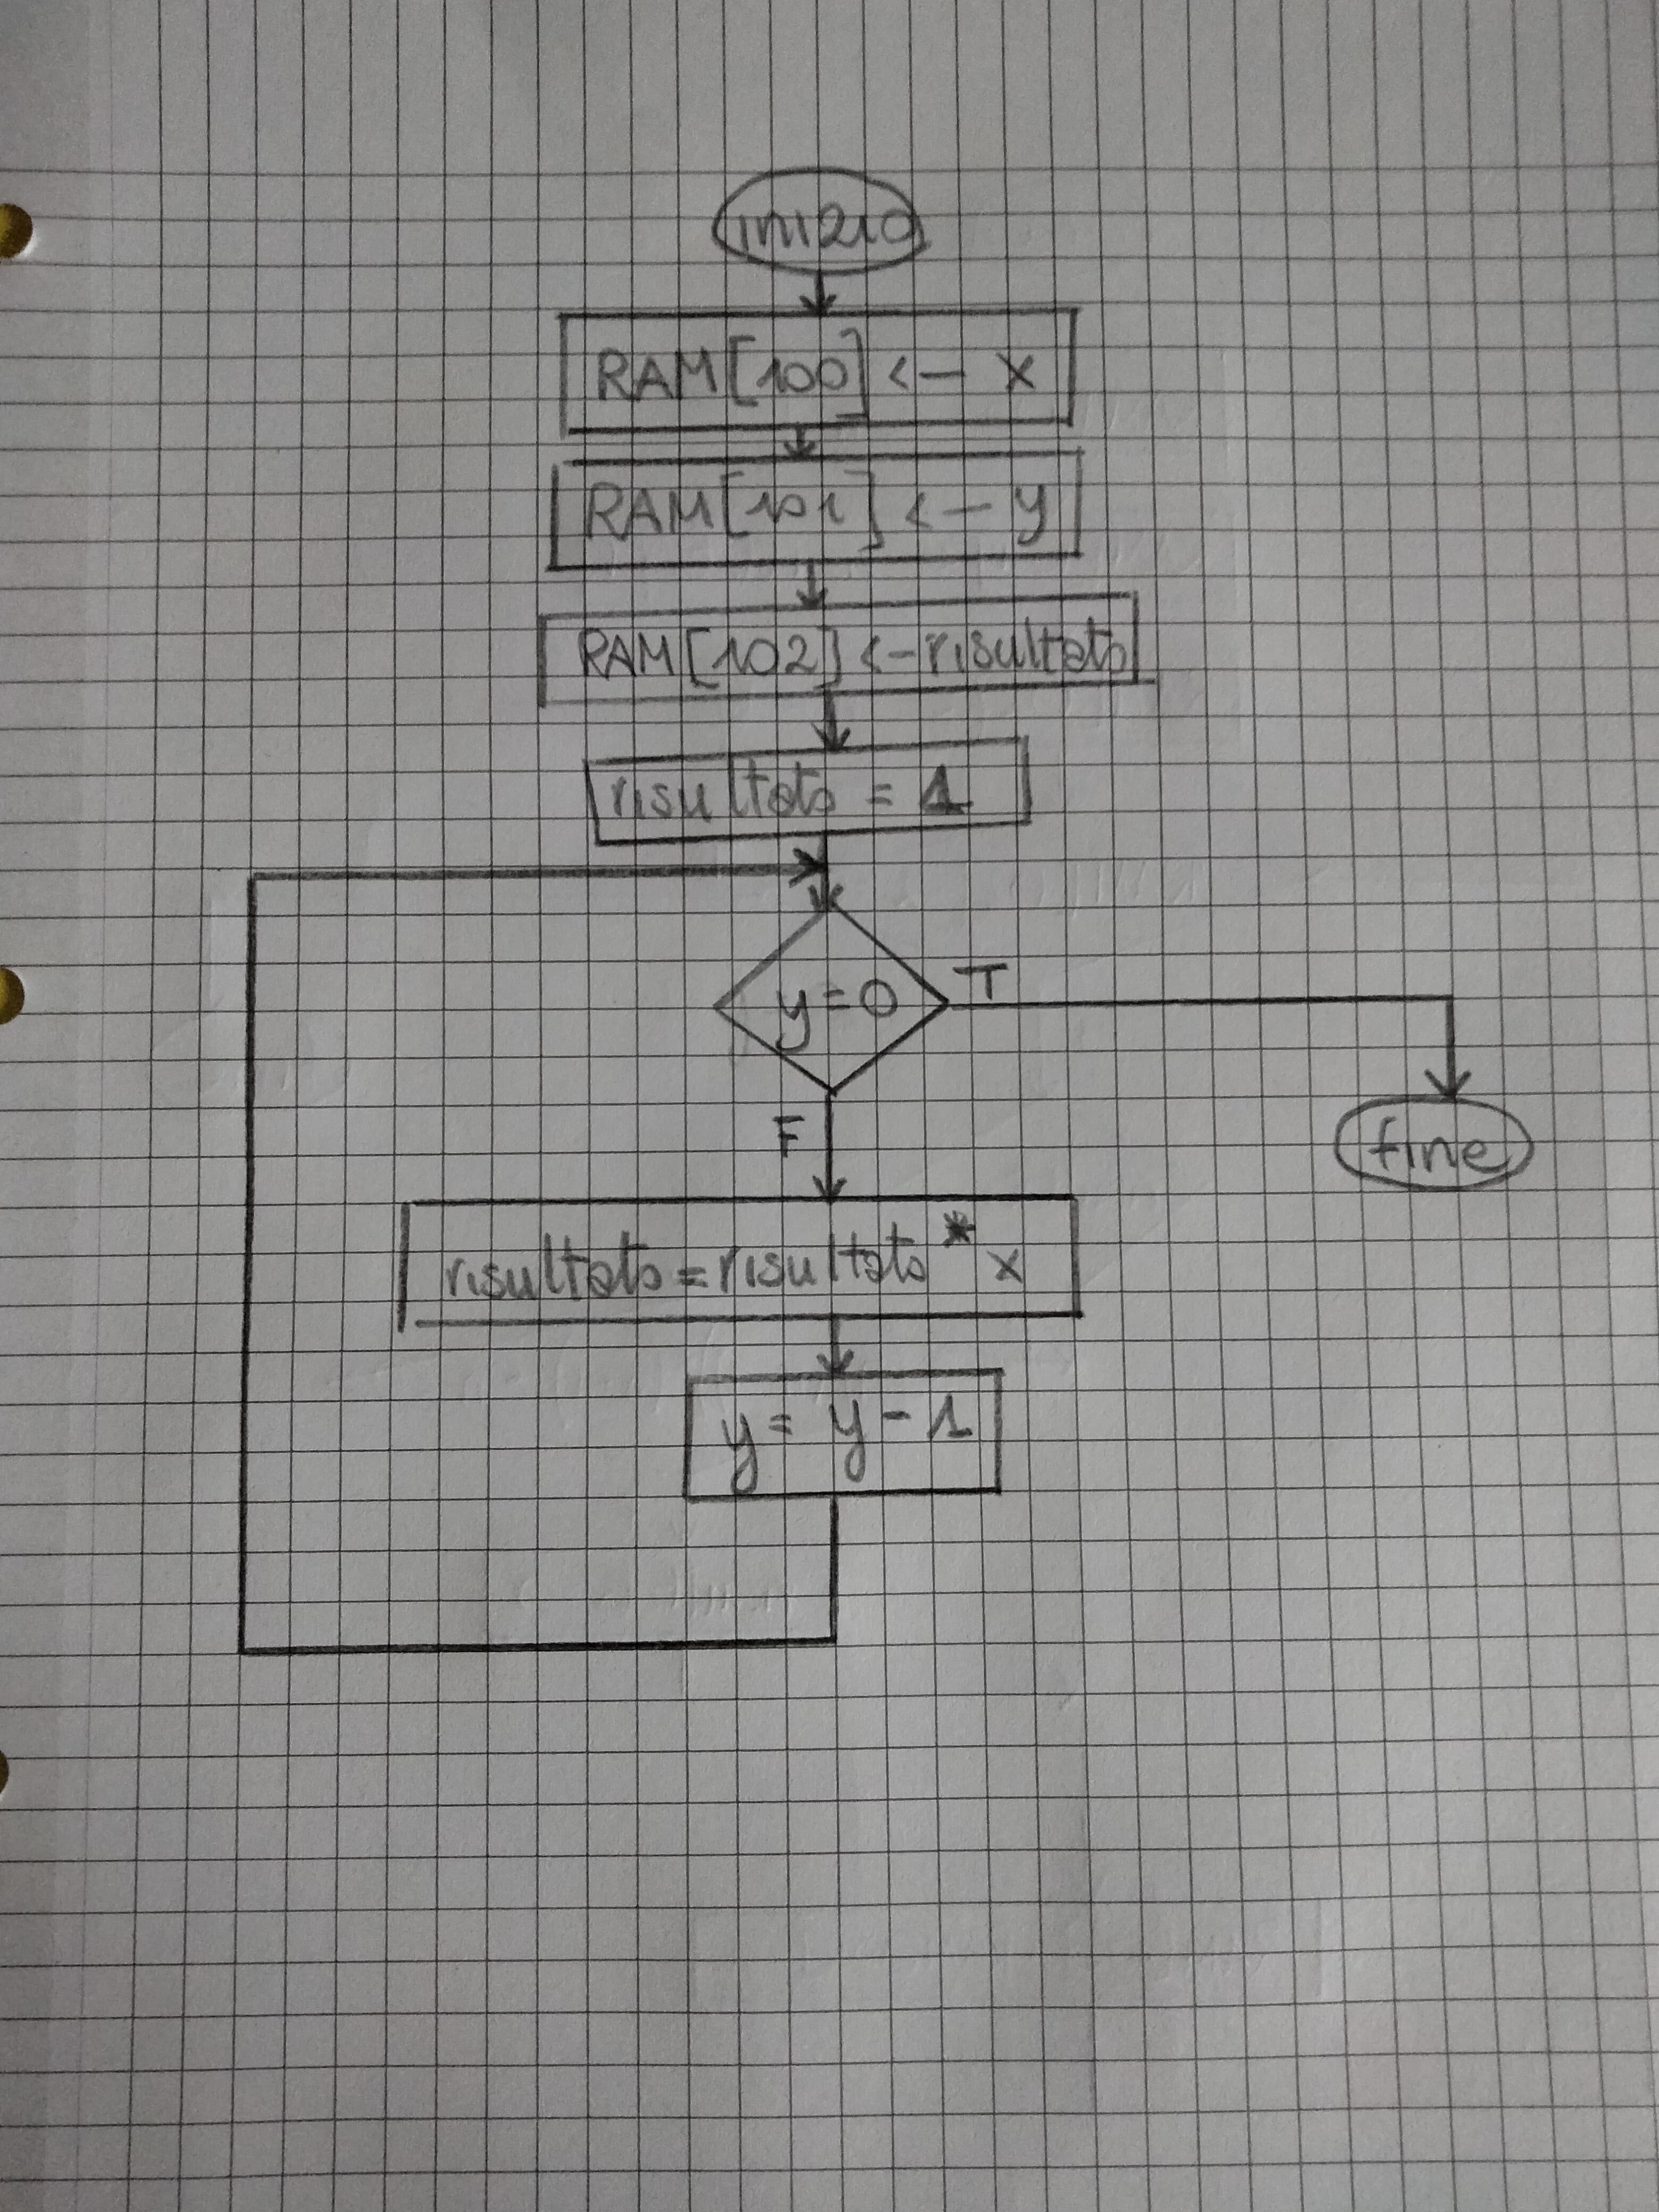 inizio
RAM[100] <- x
RAM[101] <- y
RAM[102] <- risultato
risultato = 1
y=0
T
F
fine
risultato = risultato * x
y = y - 1